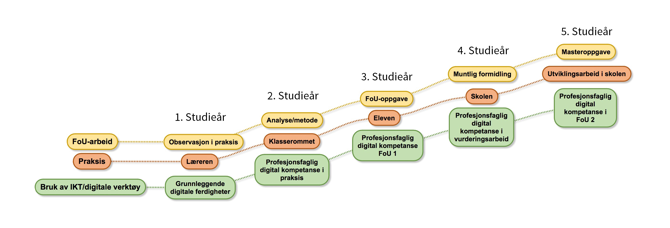 5. Studieår
4. Studieår
3. Studieår
2. Studieår
1. Studieår
FoU-arbeid
Observasjon i praksis
Analyse/metode
FoU-oppgave
Muntlig formidling
Masteroppgave
Praksis
Læreren
Klasserommet
Eleven
Skolen
Utviklingsarbeid i skolen
Bruk av IKT/digitale verktøy
Grunnleggende
digitale ferdigheter
Profesjonsfaglig
digital kompetanse i
praksis
Profesjonsfaglig
digital kompetanse
FoU 1
Profesjonsfaglig
digital
kompetanse i
vurderingsarbeid
Profesjonsfaglig
digital
kompetanse i
FoU 2